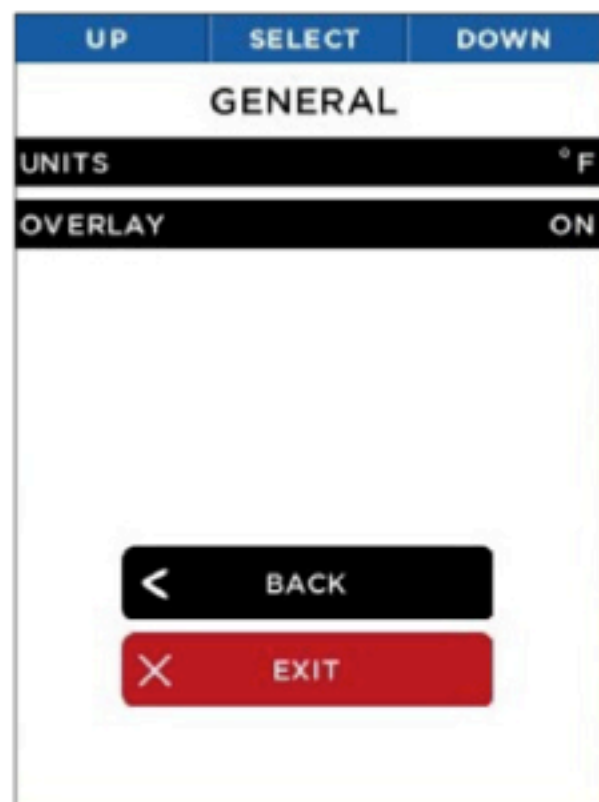 UP SELECT DOWN
GENERAL
UNITS °F
OVERLAY ON
< BACK
X EXIT